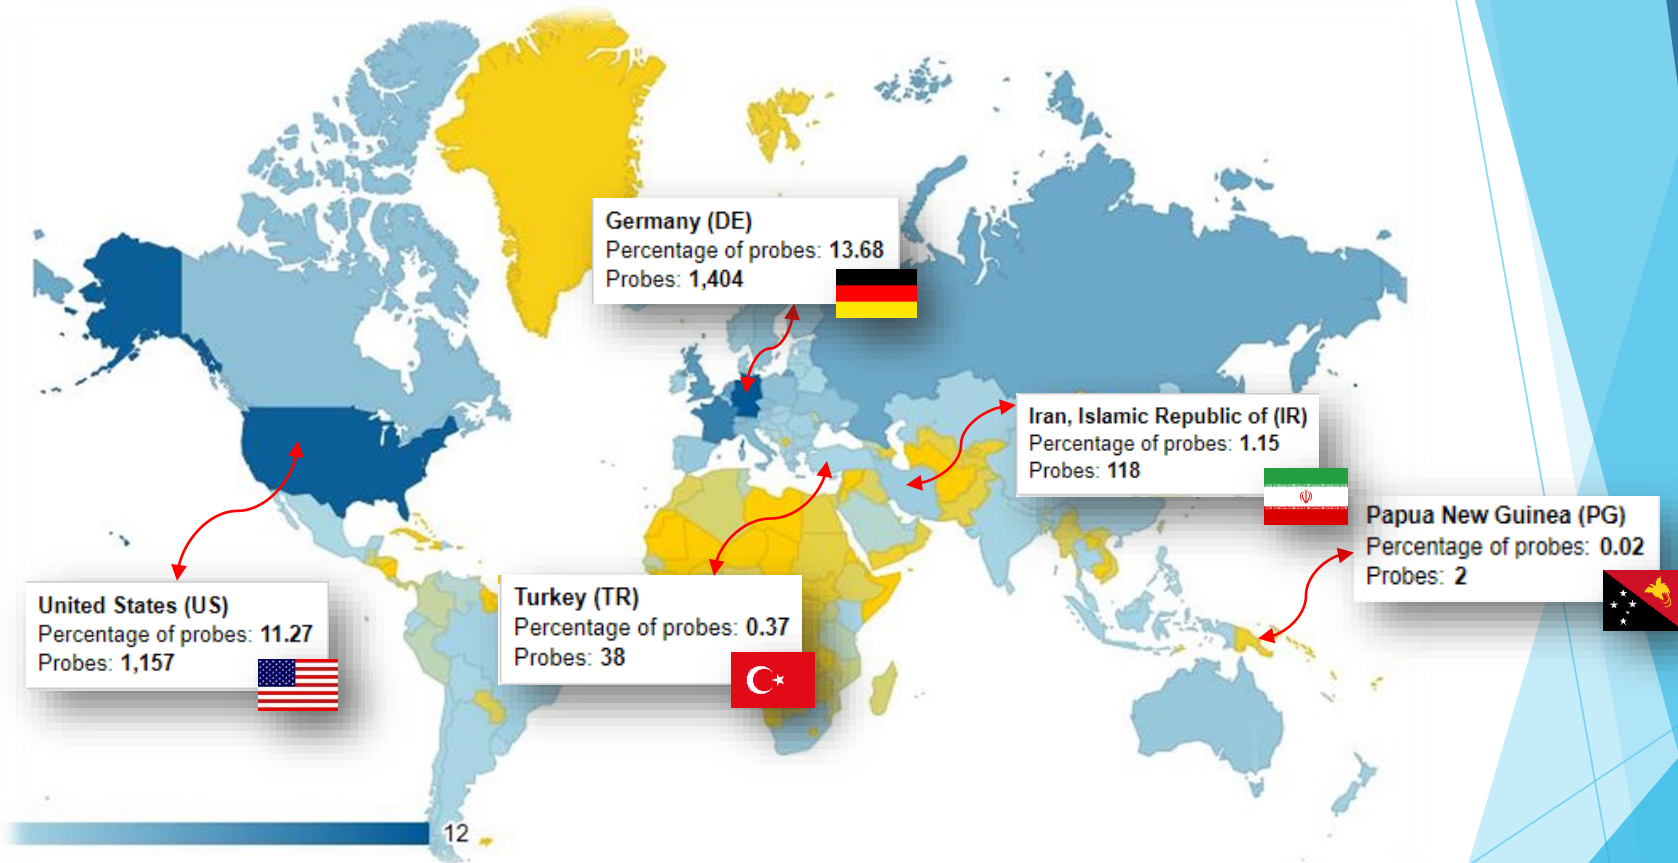 Germany (DE)
Percentage of probes: 13.68
Probes: 1,404
Iran, Islamic Republic of (IR)
Percentage of probes: 1.15
Probes: 118
Papua New Guinea (PG)
Percentage of probes: 0.02
Probes: 2
United States (US)
Percentage of probes: 11.27
Probes: 1,157
Turkey (TR)
Percentage of probes: 0.37
Probes: 38
12